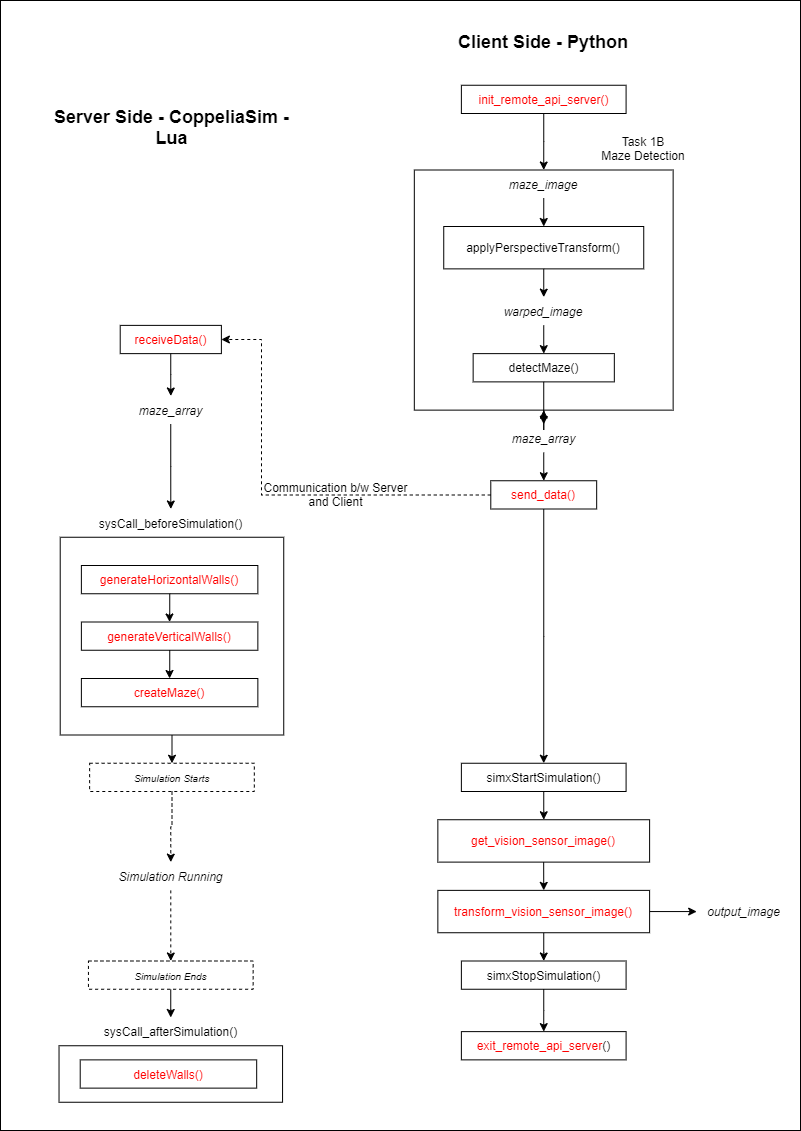 Client Side - Python
init_remote_api_server()
Server Side - CoppeliaSim -
Lua
Task 1B
Maze Detection
maze_image
applyPerspectiveTransform()
warped_image
receiveData()
detectMaze()
maze_array
maze_array
Communication b/w Server
and Client
send_data()
sysCall_beforeSimulation()
generateHorizontalWalls()
generateVerticalWalls()
createMaze()
Simulation Starts
simxStartSimulation()
get_vision_sensor_image()
Simulation Running
transform_vision_sensor_image()
output_image
Simulation Ends
simxStopSimulation()
sysCall_afterSimulation()
exit_remote_api_server()
deleteWalls()